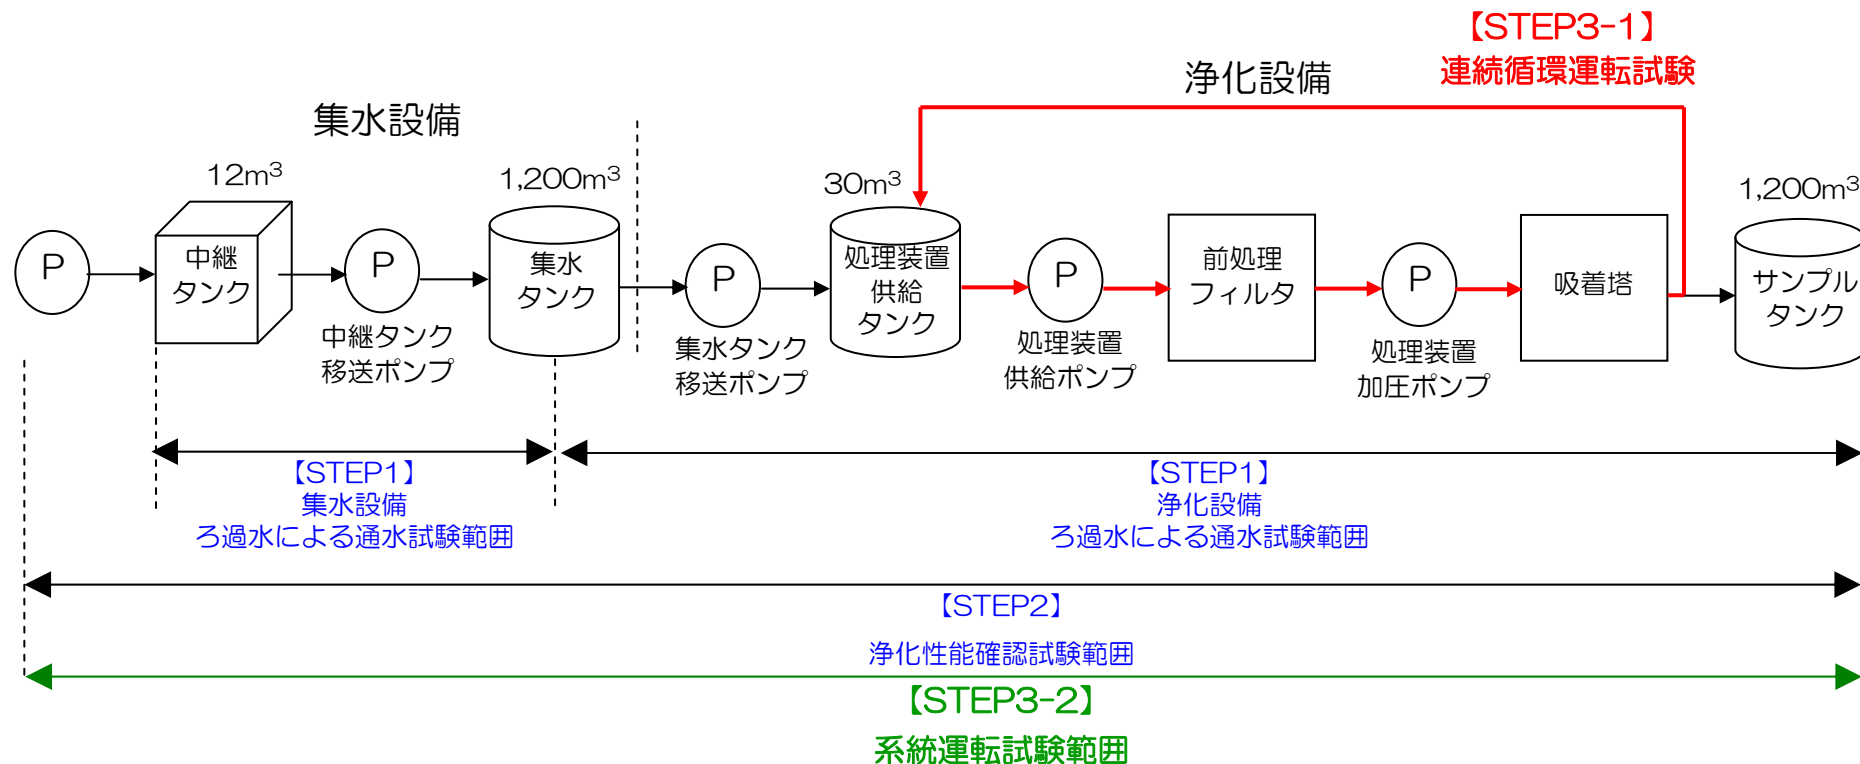 【STEP3-1】
連続循環運転試験
浄化設備
集水設備
12m³
1,200m³
30m³
1,200m³
P
中継
タンク
P
中継タンク
移送ポンプ
集水
タンク
P
集水タンク
移送ポンプ
処理装置
供給
タンク
P
処理装置
供給ポンプ
前処理
フィルタ
P
処理装置
加圧ポンプ
吸着塔
サンプル
タンク
【STEP1】
集水設備
ろ過水による通水試験範囲
【STEP1】
浄化設備
ろ過水による通水試験範囲
【STEP2】
浄化性能確認試験範囲
【STEP3-2】
系統運転試験範囲